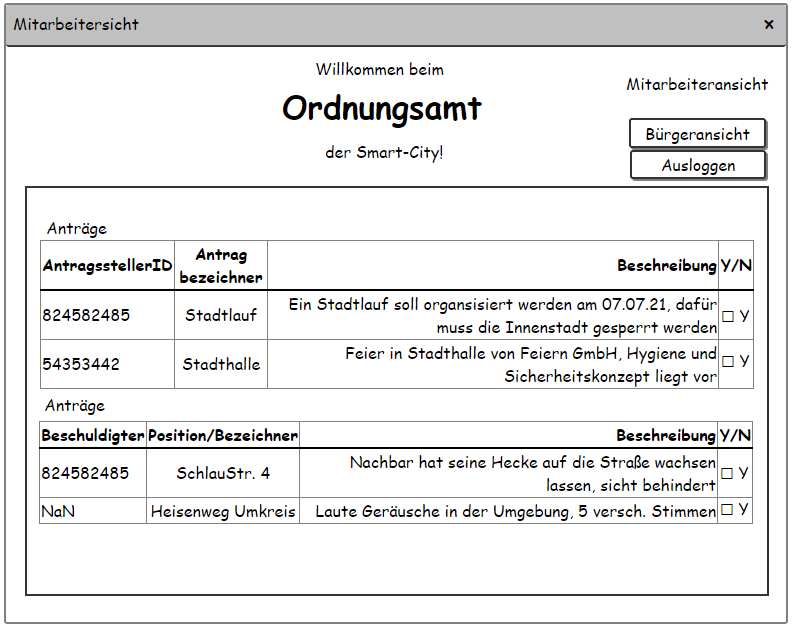 Mitarbeitersicht ×
Willkommen beim
Mitarbeiteransicht
Ordnungsamt
Bürgeransicht
der Smart-City!
Ausloggen
Anträge
AntragsstellerID Antrag bezeichner Beschreibung Y/N
824582485 Stadtlauf Ein Stadtlauf soll organsisiert werden am 07.07.21, dafür
muss die Innenstadt gesperrt werden ☐ Y
54353442 Stadthalle Feier in Stadthalle von Feiern GmbH, Hygiene und
Sicherheitskonzept liegt vor ☐ Y
Anträge
Beschuldigter Position/Bezeichner Beschreibung Y/N
824582485 SchlauStr. 4 Nachbar hat seine Hecke auf die Straße wachsen
lassen, sicht behindert ☐ Y
NaN Heisenweg Umkreis Laute Geräusche in der Umgebung, 5 versch. Stimmen ☐ Y